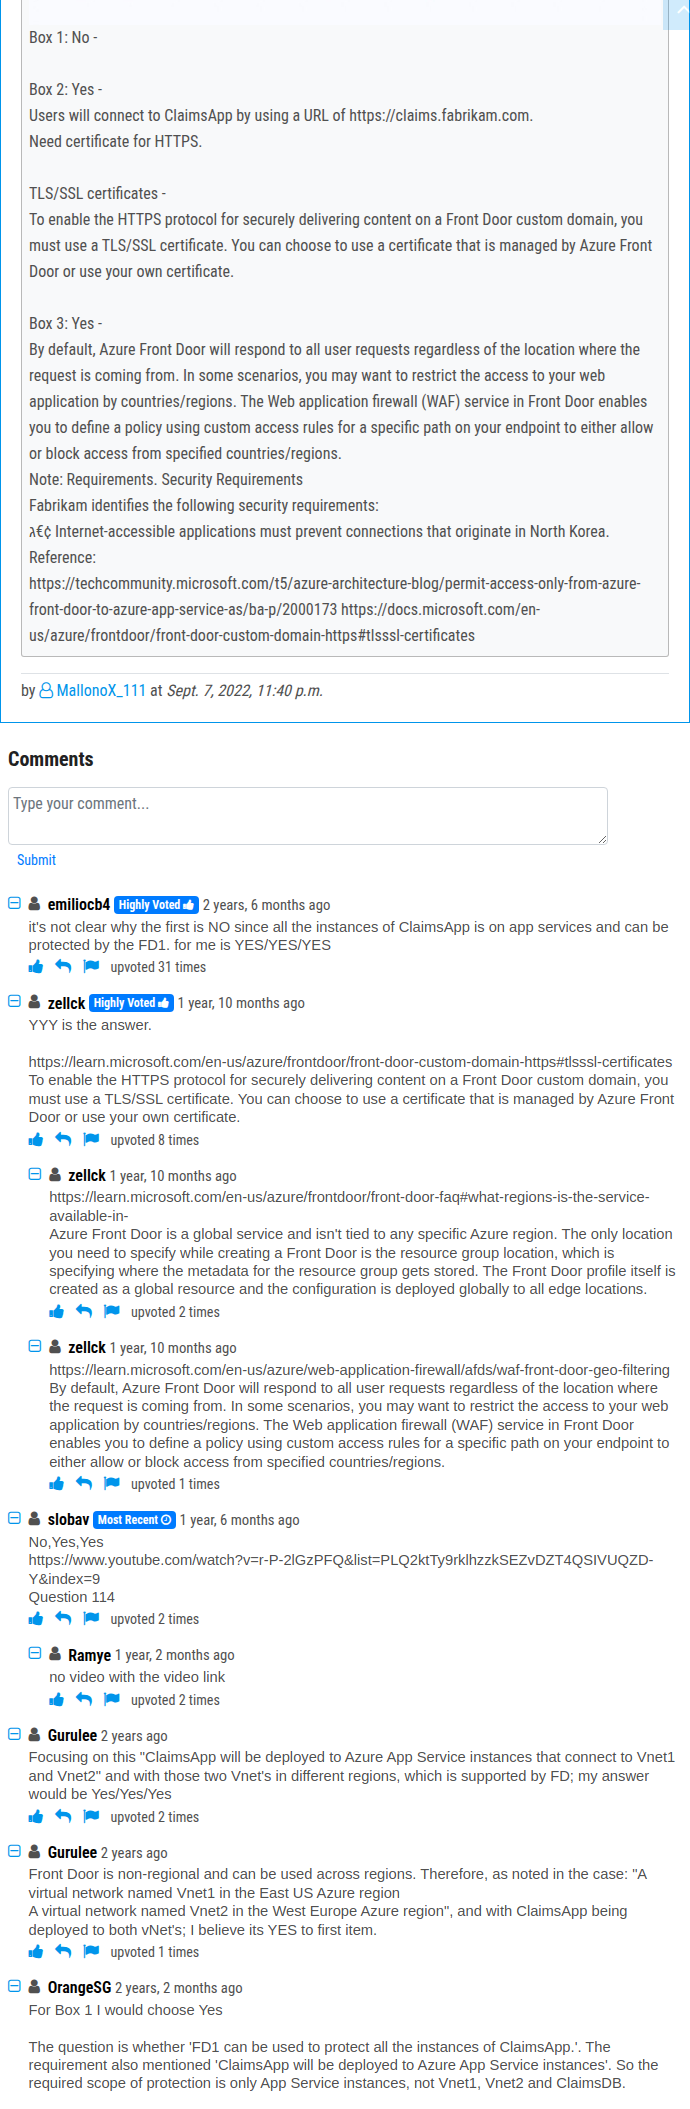 Box 1: No -
Box 2: Yes -
Users will connect to ClaimsApp by using a URL of https://claims.fabrikam.com.
Need certificate for HTTPS.
TLS/SSL certificates -
To enable the HTTPS protocol for securely delivering content on a Front Door custom domain, you
must use a TLS/SSL certificate. You can choose to use a certificate that is managed by Azure Front
Door or use your own certificate.
Box 3: Yes -
By default, Azure Front Door will respond to all user requests regardless of the location where the
request is coming from. In some scenarios, you may want to restrict the access to your web
application by countries/regions. The Web application firewall (WAF) service in Front Door enables
you to define a policy using custom access rules for a specific path on your endpoint to either allow
or block access from specified countries/regions.
Note: Requirements. Security Requirements
Fabrikam identifies the following security requirements:
ג€¢ Internet-accessible applications must prevent connections that originate in North Korea.
Reference:
https://techcommunity.microsoft.com/t5/azure-architecture-blog/permit-access-only-from-azure-
front-door-to-azure-app-service-as/ba-p/2000173 https://docs.microsoft.com/en-
us/azure/frontdoor/front-door-custom-domain-https#tlsssl-certificates
by MallonoX_111 at Sept. 7, 2022, 11:40 p.m.
Comments
Type your comment...
Submit
emiliocb4 Highly Voted 2 years, 6 months ago
it's not clear why the first is NO since all the instances of ClaimsApp is on app services and can be
protected by the FD1. for me is YES/YES/YES
upvoted 31 times
zellck Highly Voted 1 year, 10 months ago
YYY is the answer.
https://learn.microsoft.com/en-us/azure/frontdoor/front-door-custom-domain-https#tlsssl-certificates
To enable the HTTPS protocol for securely delivering content on a Front Door custom domain, you
must use a TLS/SSL certificate. You can choose to use a certificate that is managed by Azure Front
Door or use your own certificate.
upvoted 8 times
zellck 1 year, 10 months ago
https://learn.microsoft.com/en-us/azure/frontdoor/front-door-faq#what-regions-is-the-service-
available-in-
Azure Front Door is a global service and isn't tied to any specific Azure region. The only location
you need to specify while creating a Front Door is the resource group location, which is
specifying where the metadata for the resource group gets stored. The Front Door profile itself is
created as a global resource and the configuration is deployed globally to all edge locations.
upvoted 2 times
zellck 1 year, 10 months ago
https://learn.microsoft.com/en-us/azure/web-application-firewall/afds/waf-front-door-geo-filtering
By default, Azure Front Door will respond to all user requests regardless of the location where
the request is coming from. In some scenarios, you may want to restrict the access to your web
application by countries/regions. The Web application firewall (WAF) service in Front Door
enables you to define a policy using custom access rules for a specific path on your endpoint to
either allow or block access from specified countries/regions.
upvoted 1 times
slobav Most Recent 1 year, 6 months ago
No,Yes,Yes
https://www.youtube.com/watch?v=r-P-2lGzPFQ&list=PLQ2ktTy9rklhzzkSEZvDZT4QSIVUQZD-
Y&index=9
Question 114
upvoted 2 times
Ramye 1 year, 2 months ago
no video with the video link
upvoted 2 times
Gurulee 2 years ago
Focusing on this "ClaimsApp will be deployed to Azure App Service instances that connect to Vnet1
and Vnet2" and with those two Vnet's in different regions, which is supported by FD; my answer
would be Yes/Yes/Yes
upvoted 2 times
Gurulee 2 years ago
Front Door is non-regional and can be used across regions. Therefore, as noted in the case: "A
virtual network named Vnet1 in the East US Azure region
A virtual network named Vnet2 in the West Europe Azure region", and with ClaimsApp being
deployed to both vNet's; I believe its YES to first item.
upvoted 1 times
OrangeSG 2 years, 2 months ago
For Box 1 I would choose Yes
The question is whether 'FD1 can be used to protect all the instances of ClaimsApp.'. The
requirement also mentioned 'ClaimsApp will be deployed to Azure App Service instances'. So the
required scope of protection is only App Service instances, not Vnet1, Vnet2 and ClaimsDB.